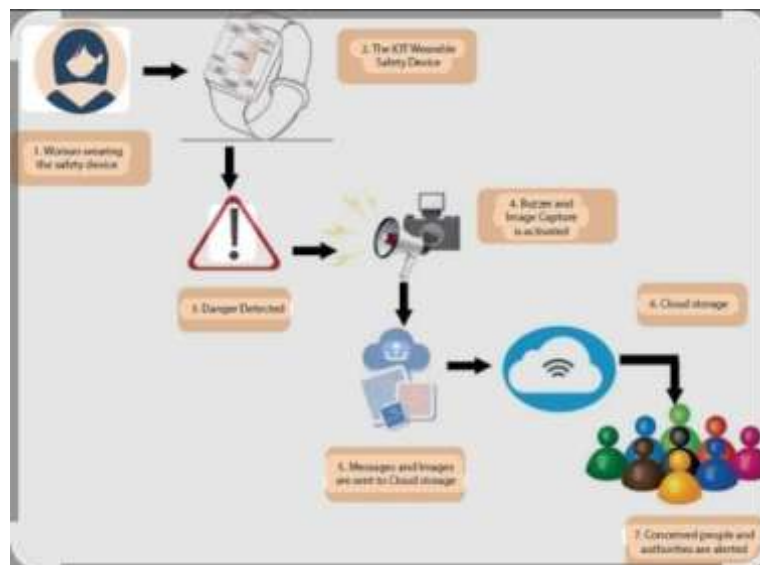 1. Woman wearing
the safety device
2. The IOT Wearable
Safety Device
3. Danger Detected
4. Buzzer and
Image Capture
is activated
5. Messages and Images
are sent to Cloud storage
6. Cloud storage
7. Concerned people and
authorities are alerted